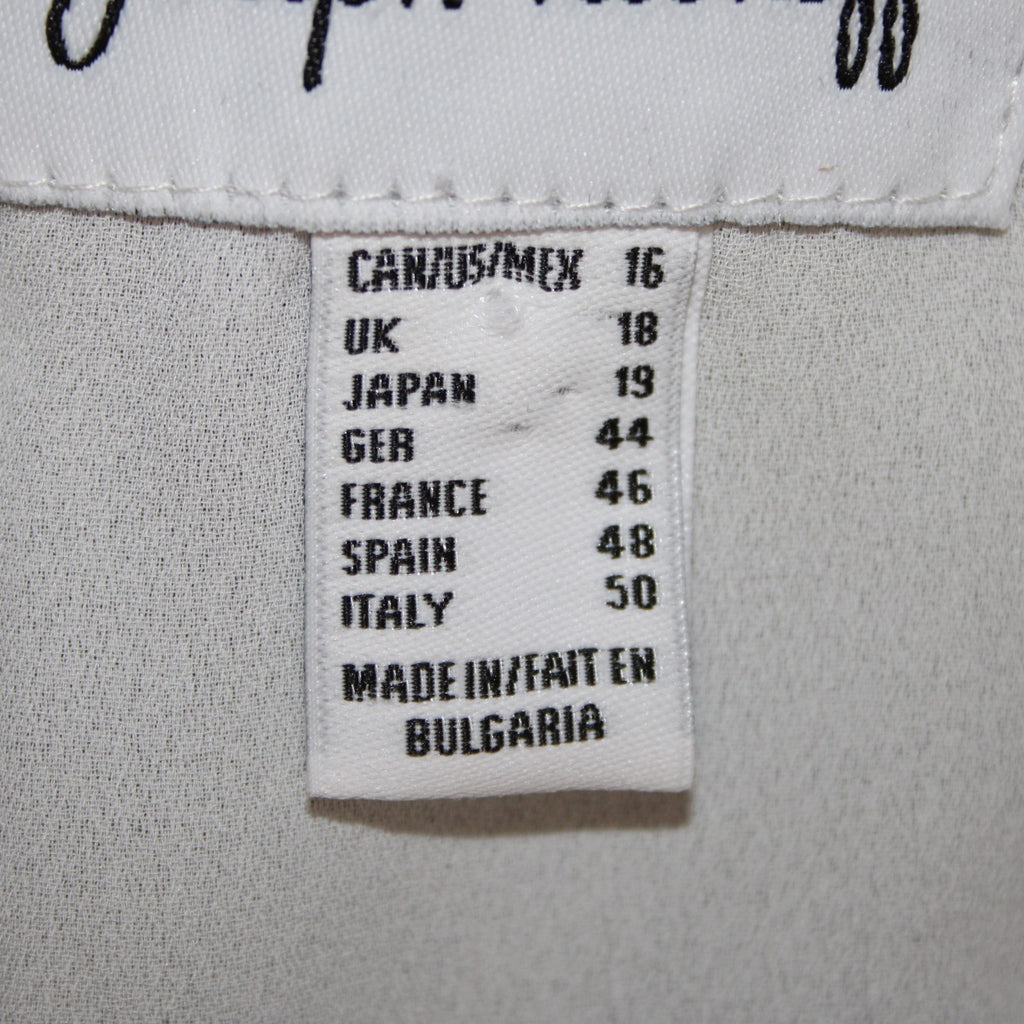 CAN/US/MEX 16
UK 18
JAPAN 19
GER 44
FRANCE 46
SPAIN 48
ITALY 50
MADE IN/FAIT EN
BULGARIA